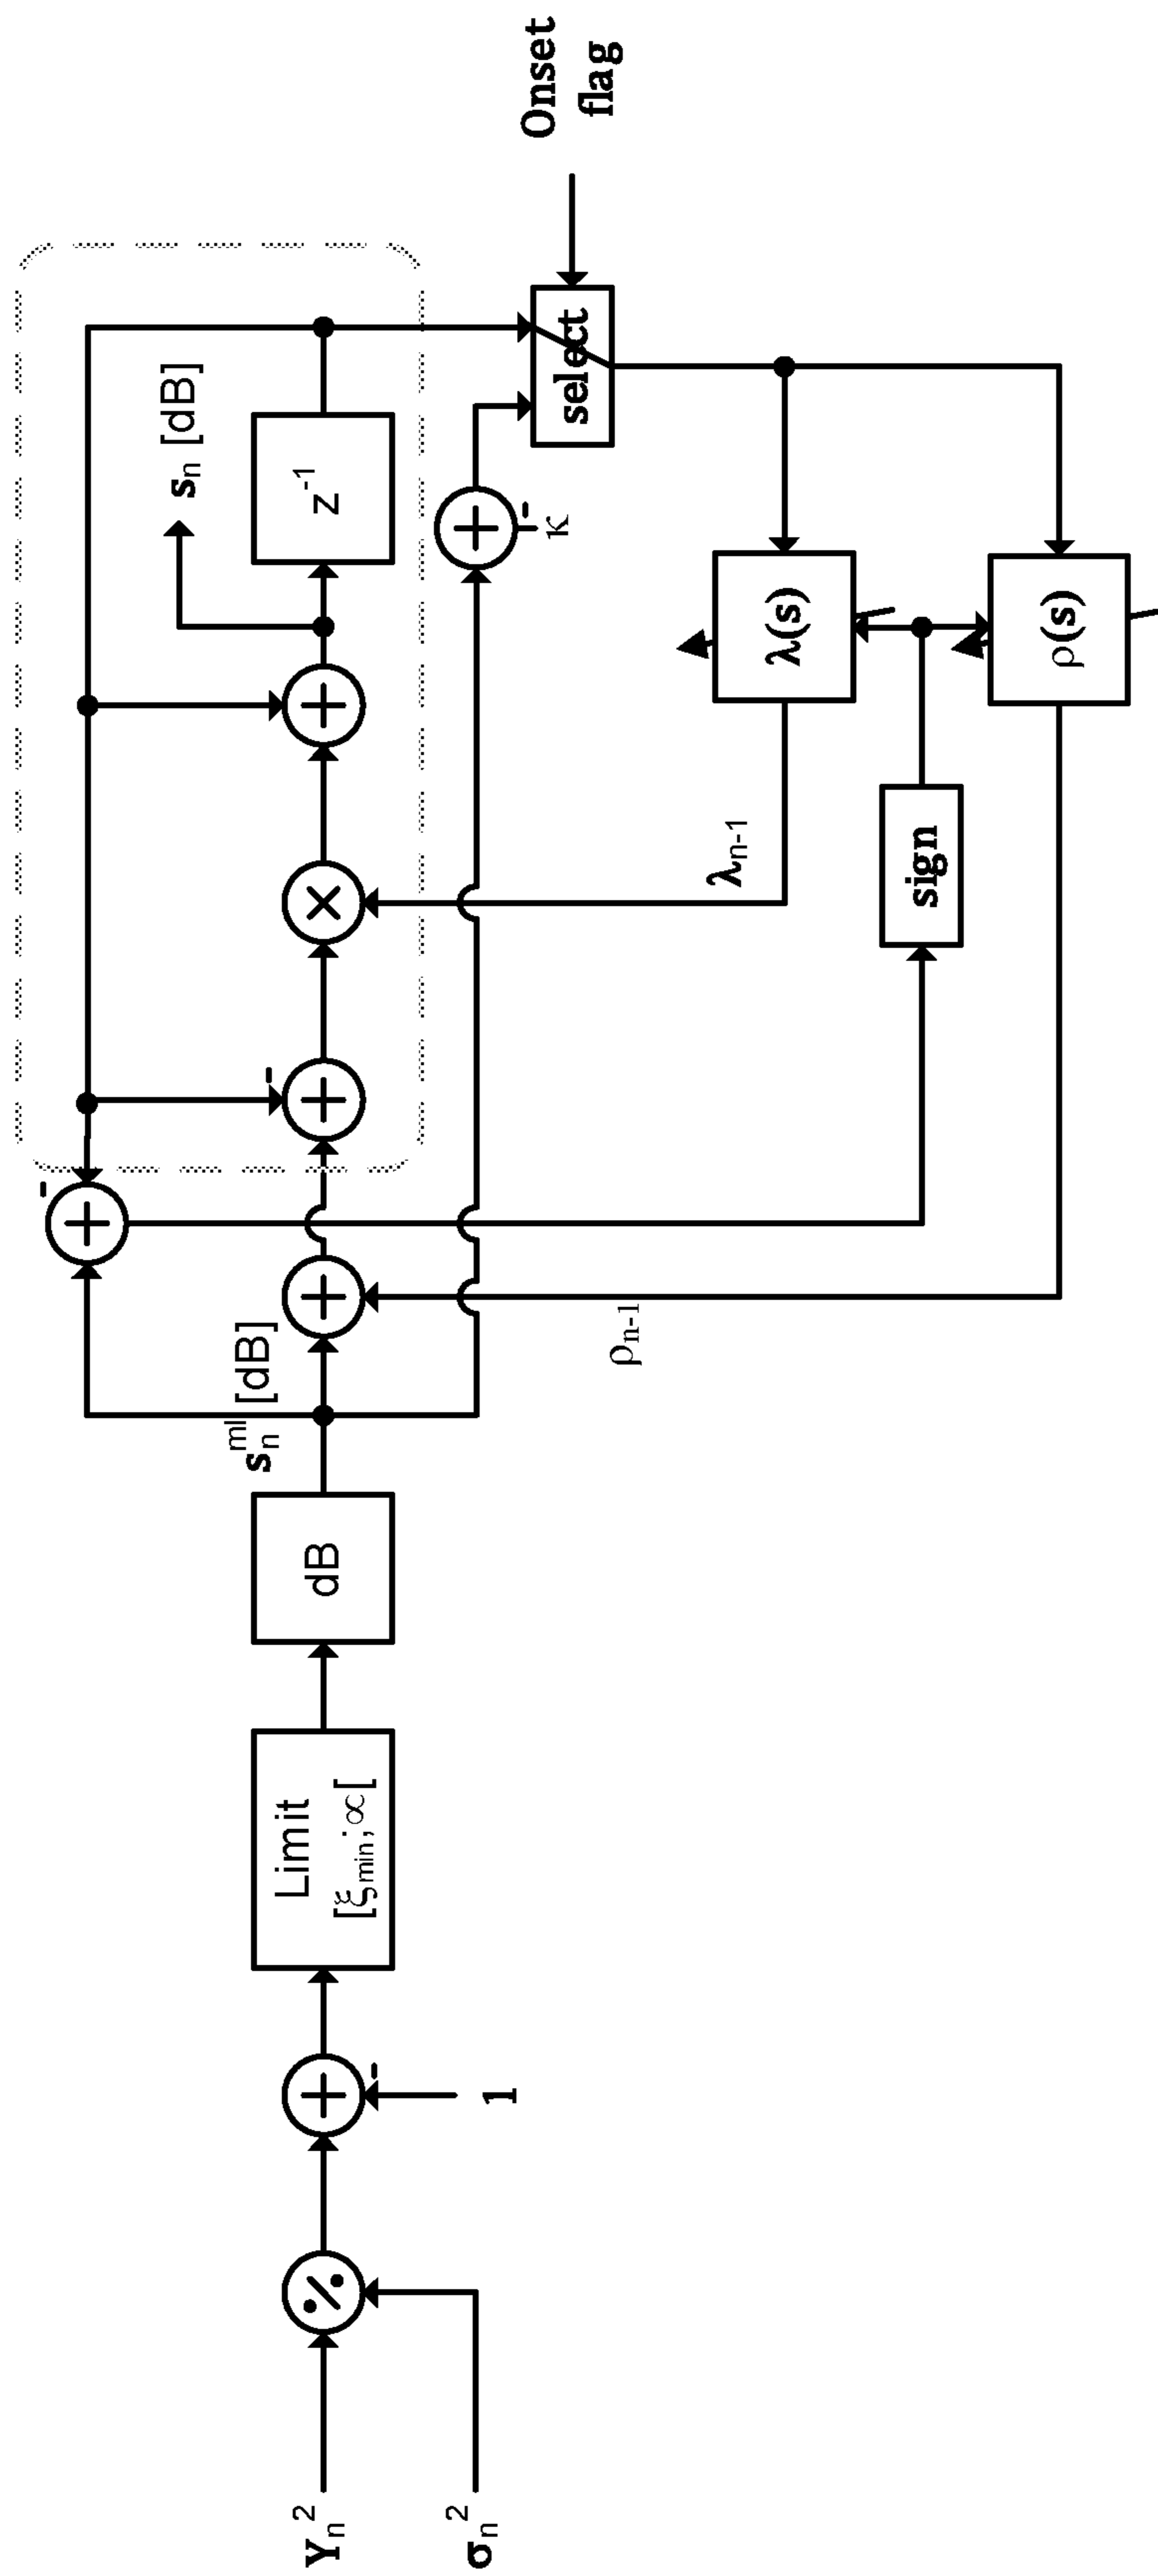 Y_n^2
σ_n^2
1
-
Limit
[ξ_min; ∝[
dB
s_n^ml [dB]
-
-
s_n [dB]
z^-1
κ
-
select
Onset
flag
λ(s)
λ_n-1
sign
ρ(s)
ρ_n-1